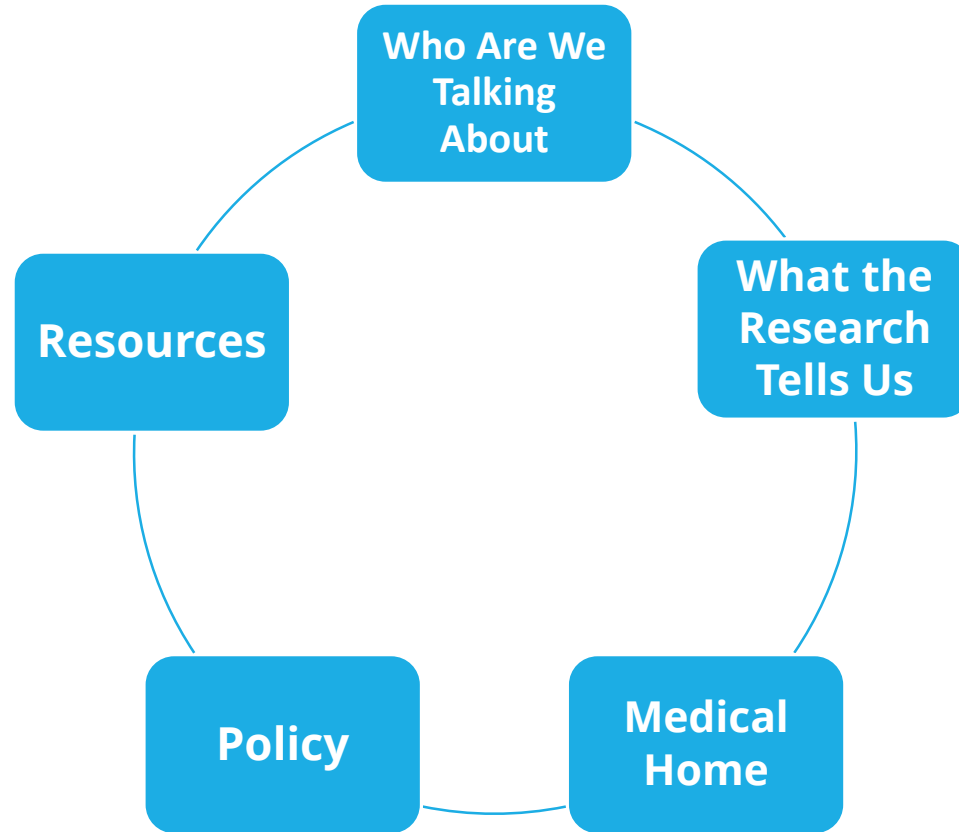 Who Are We
Talking
About
What the
Research
Tells Us
Medical
Home
Policy
Resources